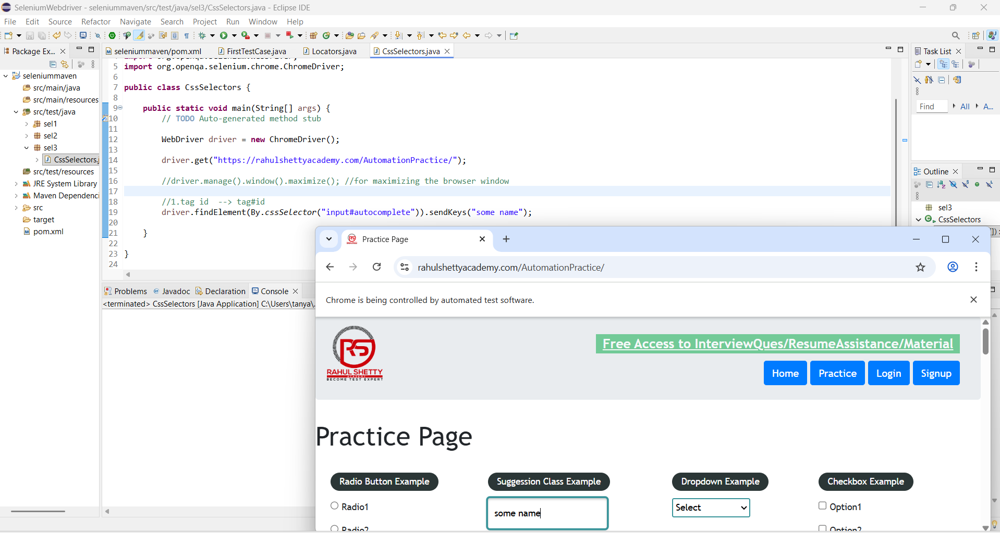 SeleniumWebdriver - seleniummaven/src/test/java/sel3/CssSelectors.java - Eclipse IDE
File Edit Source Refactor Navigate Search Project Run Window Help
Package Ex...
seleniummaven
src/main/java
src/main/resources
src/test/java
sel1
sel2
sel3
CssSelectors.j
src/test/resources
JRE System Library
Maven Dependenci
src
target
pom.xml
seleniummaven/pom.xml FirstTestCase.java Locators.java CssSelectors.java
5 import org.openqa.selenium.chrome.ChromeDriver;
6
7 public class CssSelectors {
8
9 public static void main(String[] args) {
10 // TODO Auto-generated method stub
11
12 WebDriver driver = new ChromeDriver();
13
14 driver.get("https://rahulshettyacademy.com/AutomationPractice/");
15
16 //driver.manage().window().maximize(); //for maximizing the browser window
17
18 //1.tag id --> tag#id
19 driver.findElement(By.cssSelector("input#autocomplete")).sendKeys("some name");
20
21 }
22
23 }
24
Problems @ Javadoc Declaration Console
<terminated> CssSelectors [Java Application] C:\Users\tanya\.
Task List
Find All A...
Outline
sel3
CssSelectors
Practice Page
rahulshettyacademy.com/AutomationPractice/
Chrome is being controlled by automated test software.
RS
RAHUL SHETTY
ACADEMY
BECOME TEST EXPERT
Free Access to InterviewQues/ResumeAssistance/Material
Home Practice Login Signup
Practice Page
Radio Button Example Suggession Class Example Dropdown Example Checkbox Example
Radio1 some name Select Option1
Radio2 Option2